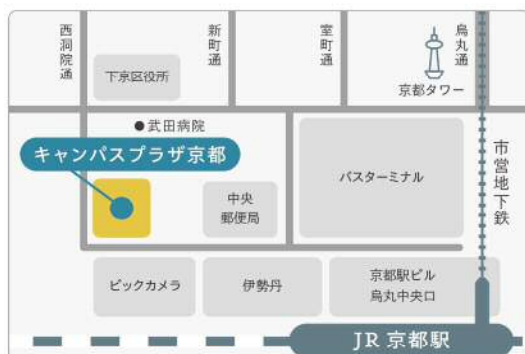 西洞院通
新町通
室町通
烏丸通
下京区役所
京都タワー
武田病院
キャンパスプラザ京都
市営地下鉄
バスターミナル
中央
郵便局
ビックカメラ
伊勢丹
京都駅ビル
烏丸中央口
JR 京都駅